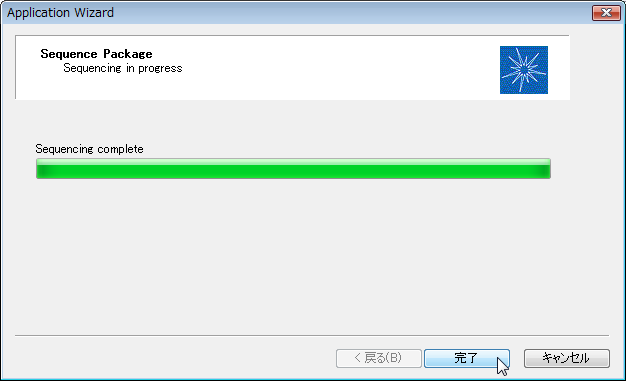 Application Wizard
Sequence Package
Sequencing in progress
Sequencing complete
< 戻る(B)
完了
キャンセル